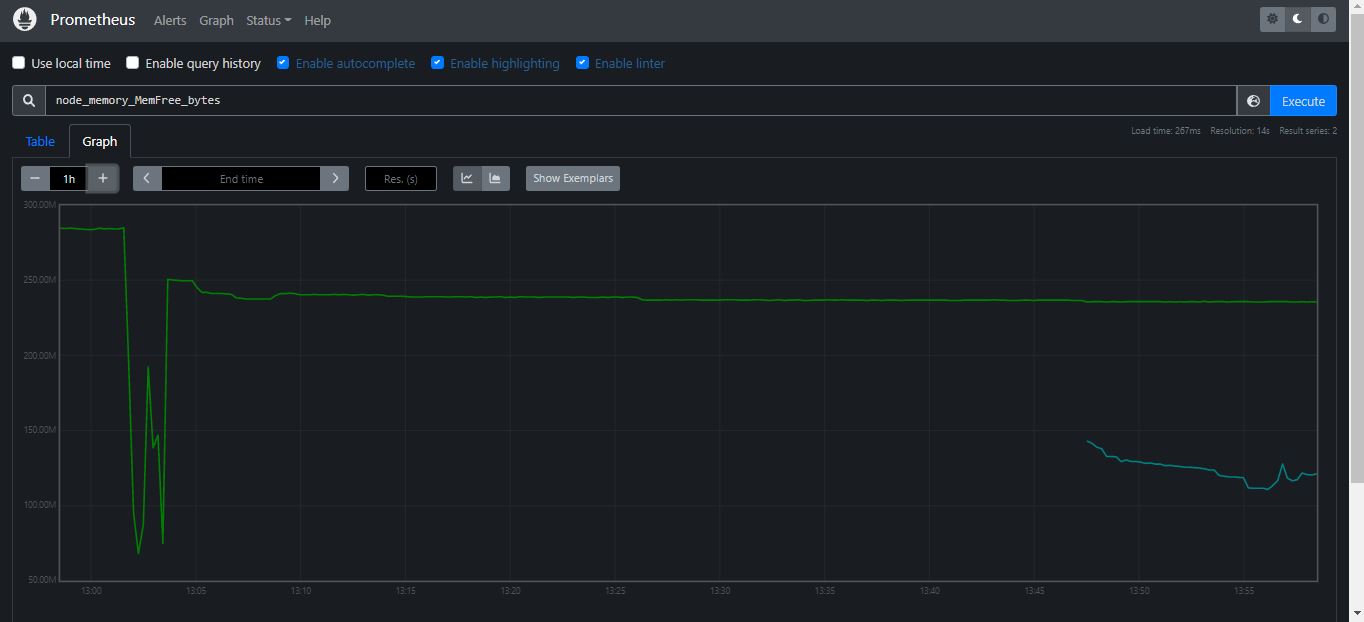 Prometheus Alerts Graph Status Help
Use local time Enable query history Enable autocomplete Enable highlighting Enable linter
node_memory_MemFree_bytes Execute
Table Graph Load time: 267ms Resolution: 14s Result series: 2
− 1h + End time Res. (s) Show Exemplars
300.00M
250.00M
200.00M
150.00M
100.00M
50.00M
13:00 13:05 13:10 13:15 13:20 13:25 13:30 13:35 13:40 13:45 13:50 13:55